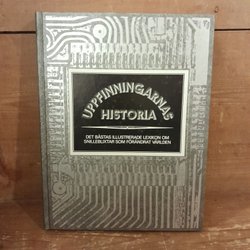 UPPFINNINGARNAS
HISTORIA
DET BÄSTAS ILLUSTRERADE LEXIKON OM
SNILLEBLIXTAR SOM FÖRÄNDRAT VÄRLDEN